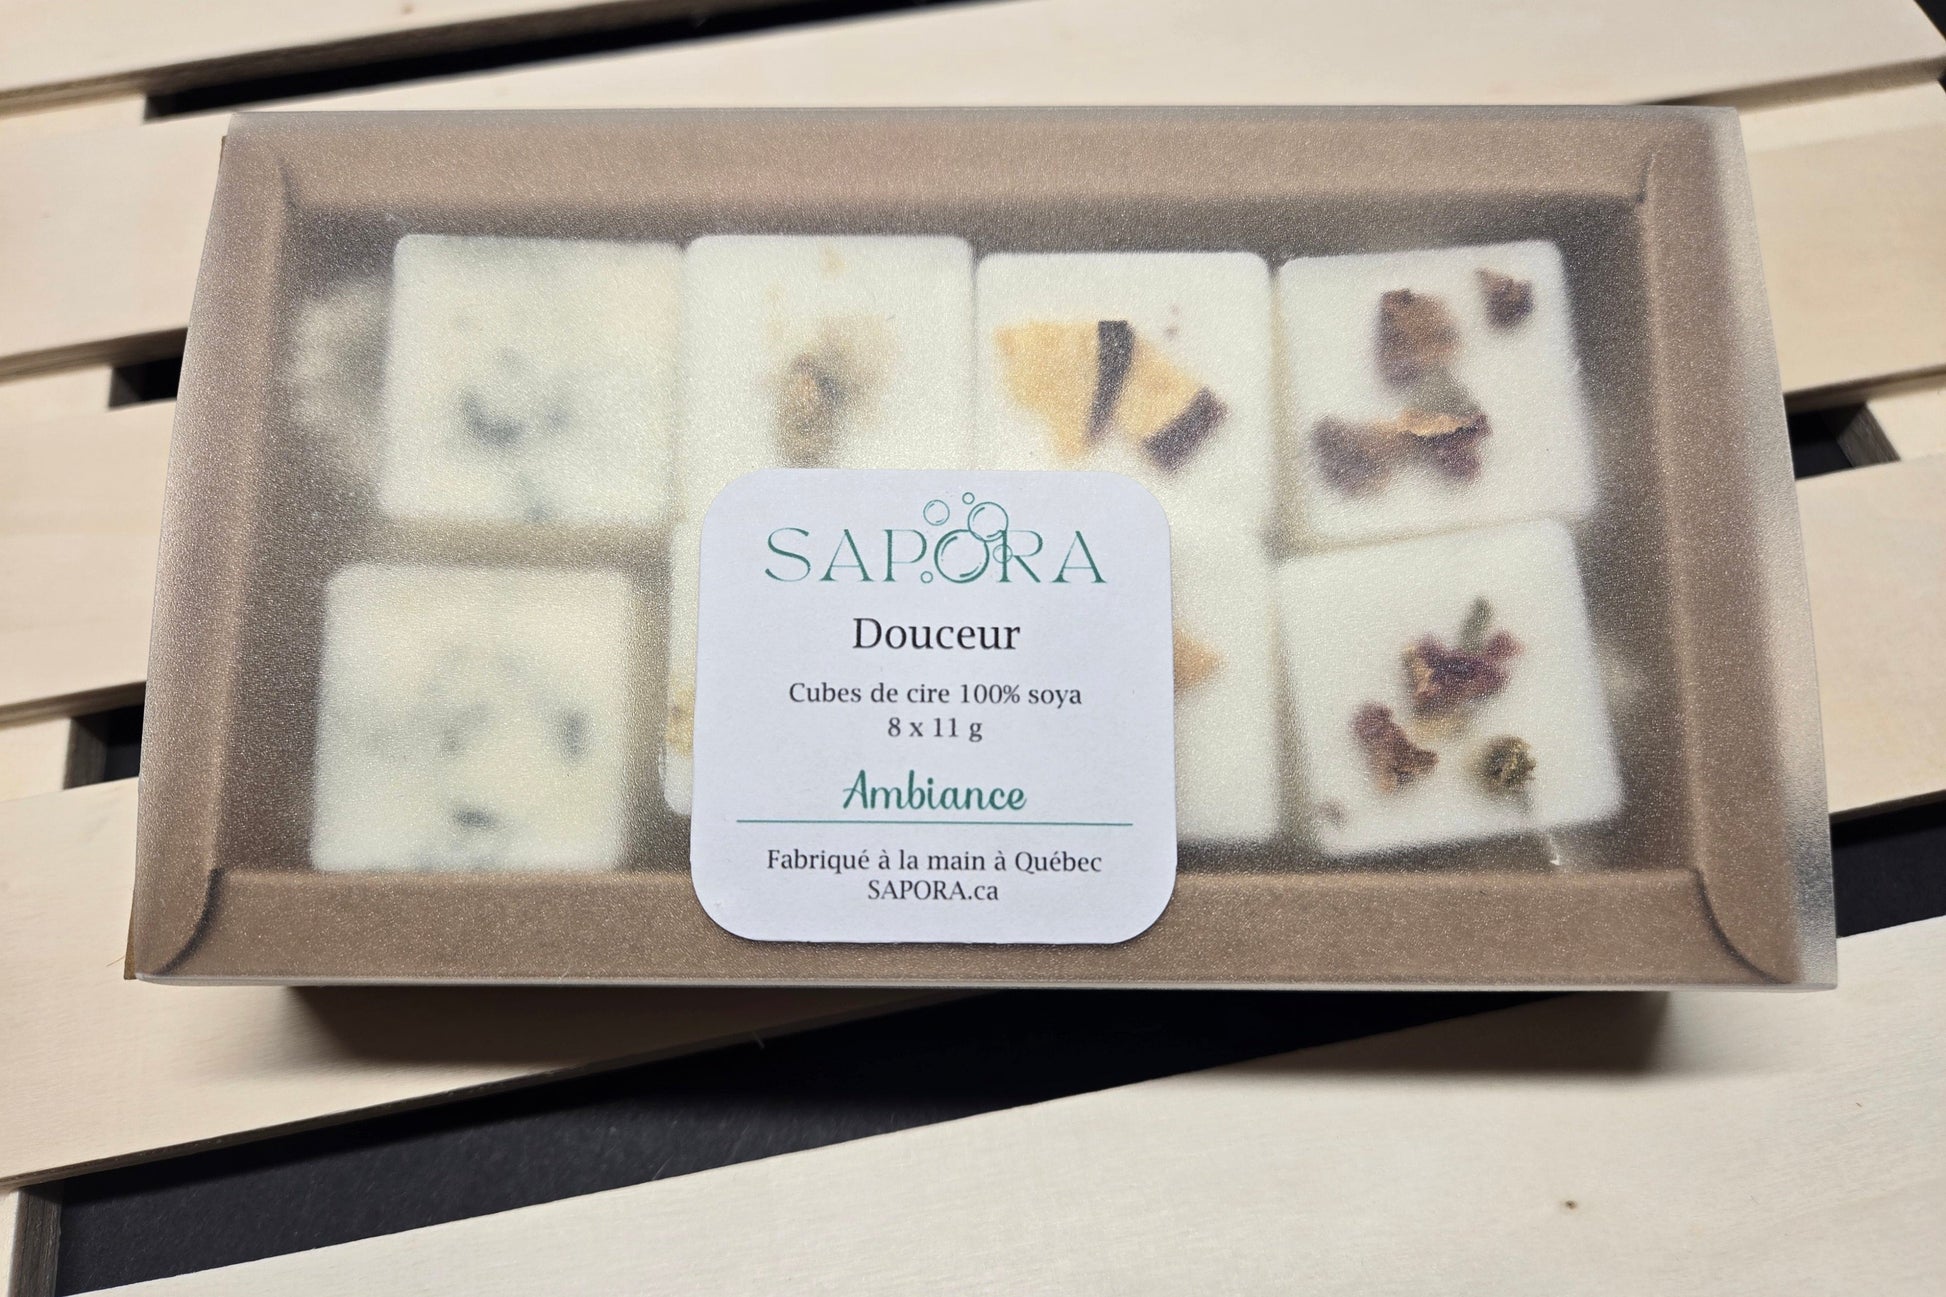 SAPORA
Douceur
Cubes de cire 100% soya
8 x 11 g
Ambiance
Fabriqué à la main à Québec
SAPORA.ca